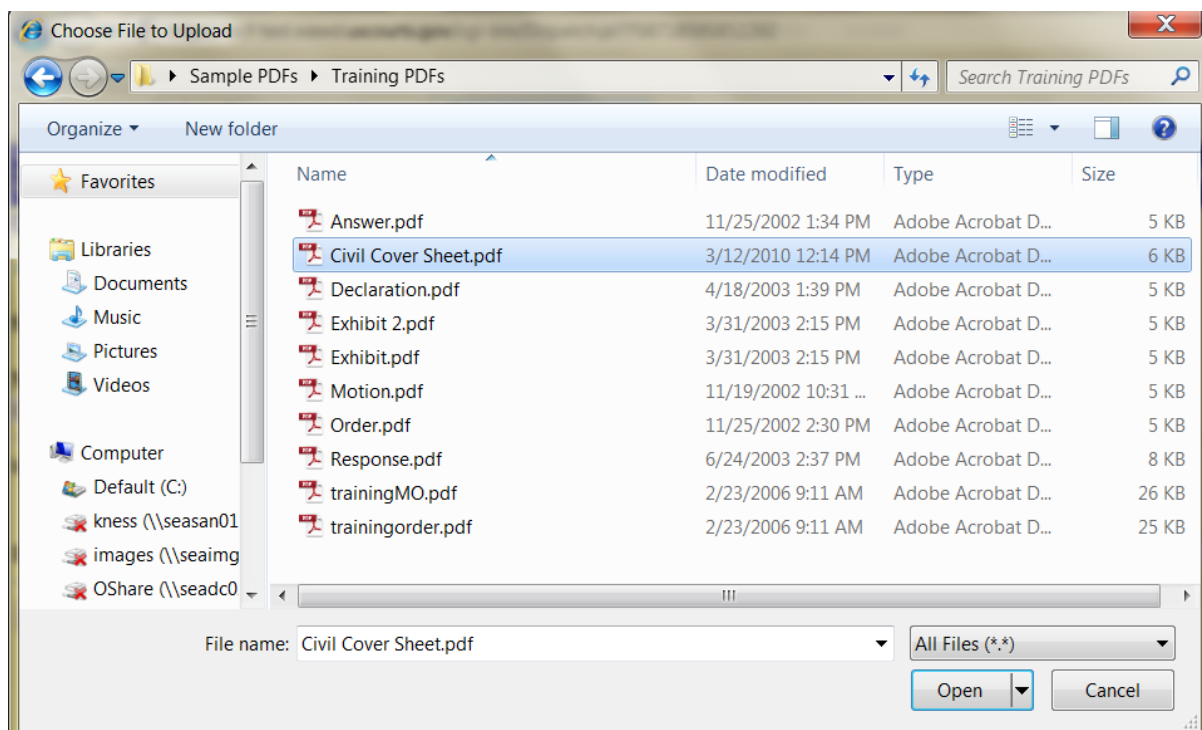 Choose File to Upload
Sample PDFs Training PDFs Search Training PDFs
Organize New folder
Favorites
Libraries
Documents
Music
Pictures
Videos
Computer
Default (C:)
kness (\\seasan01
images (\\seaimg
OShare (\\seadc0
Name Date modified Type Size
Answer.pdf 11/25/2002 1:34 PM Adobe Acrobat D... 5 KB
Civil Cover Sheet.pdf 3/12/2010 12:14 PM Adobe Acrobat D... 6 KB
Declaration.pdf 4/18/2003 1:39 PM Adobe Acrobat D... 5 KB
Exhibit 2.pdf 3/31/2003 2:15 PM Adobe Acrobat D... 5 KB
Exhibit.pdf 3/31/2003 2:15 PM Adobe Acrobat D... 5 KB
Motion.pdf 11/19/2002 10:31 ... Adobe Acrobat D... 5 KB
Order.pdf 11/25/2002 2:30 PM Adobe Acrobat D... 5 KB
Response.pdf 6/24/2003 2:37 PM Adobe Acrobat D... 8 KB
trainingMO.pdf 2/23/2006 9:11 AM Adobe Acrobat D... 26 KB
trainingorder.pdf 2/23/2006 9:11 AM Adobe Acrobat D... 25 KB
File name: Civil Cover Sheet.pdf All Files (*.*)
Open Cancel